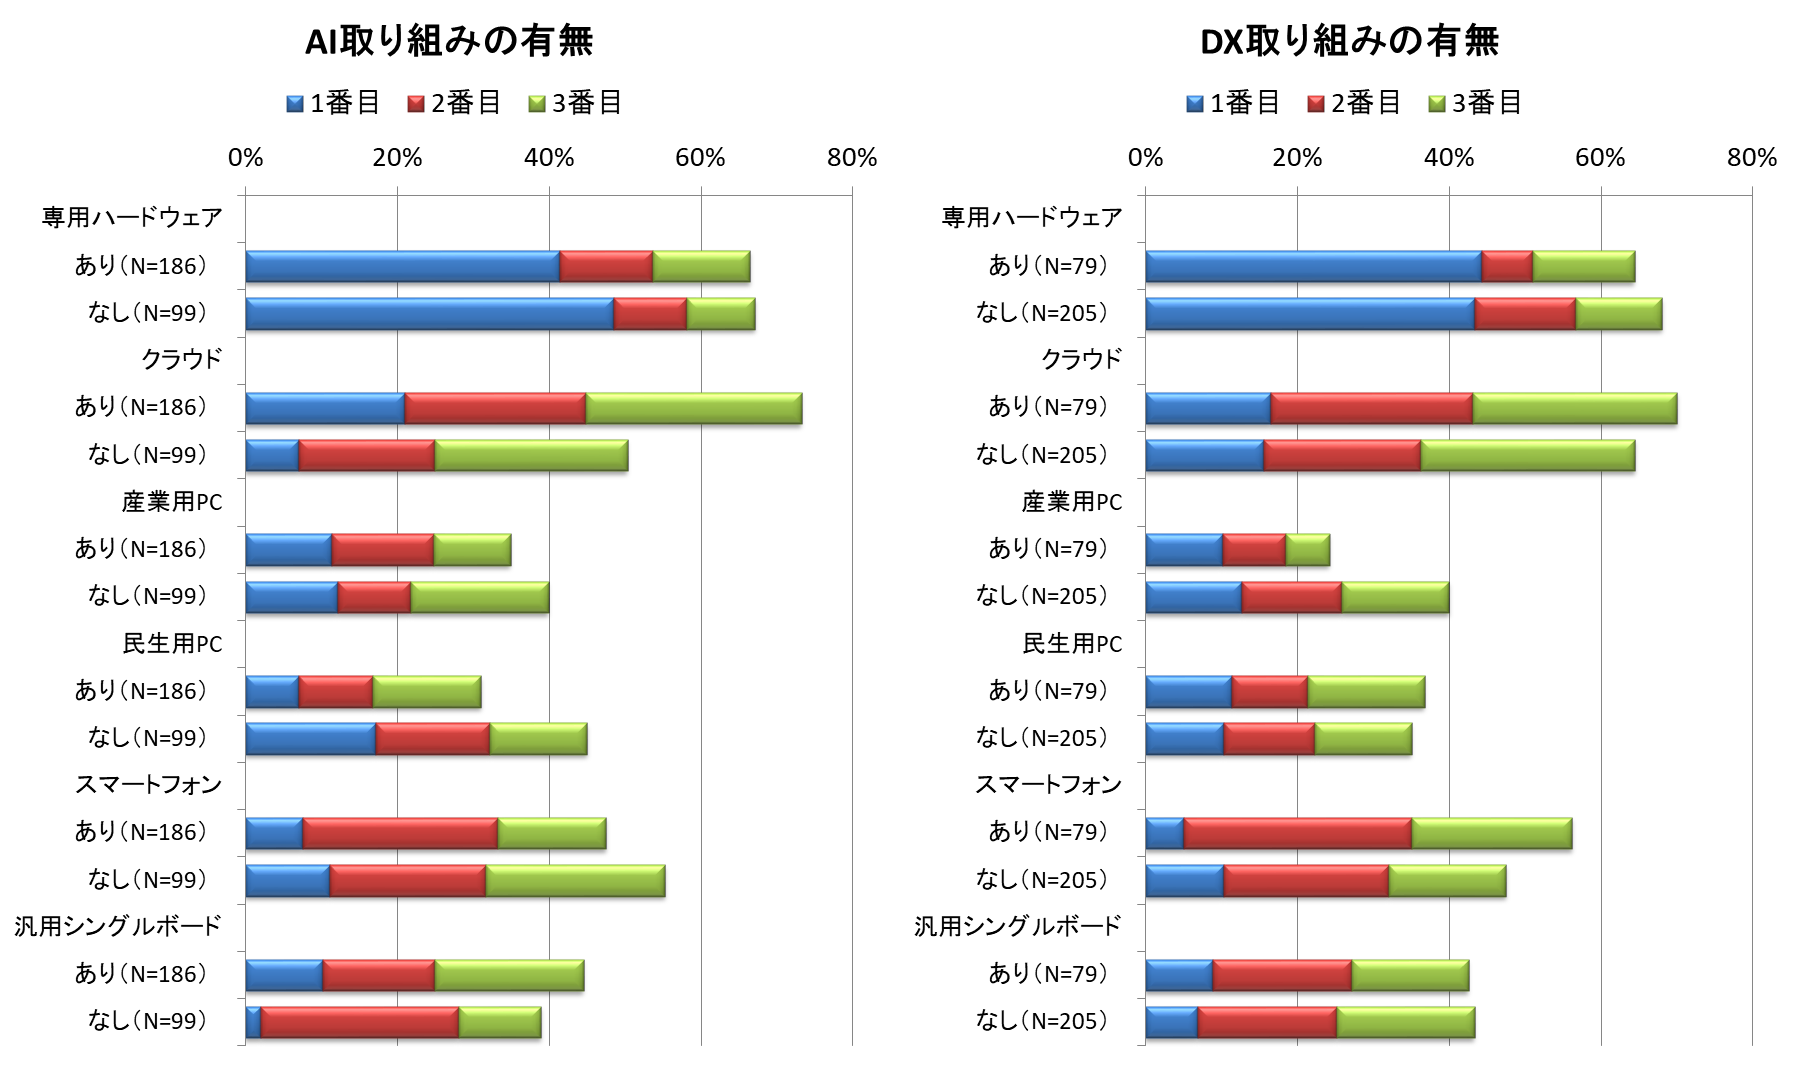 AI取り組みの有無
1番目 2番目 3番目
0% 20% 40% 60% 80%
専用ハードウェア
あり（N=186）
なし（N=99）
クラウド
あり（N=186）
なし（N=99）
産業用PC
あり（N=186）
なし（N=99）
民生用PC
あり（N=186）
なし（N=99）
スマートフォン
あり（N=186）
なし（N=99）
汎用シングルボード
あり（N=186）
なし（N=99）
DX取り組みの有無
1番目 2番目 3番目
0% 20% 40% 60% 80%
専用ハードウェア
あり（N=79）
なし（N=205）
クラウド
あり（N=79）
なし（N=205）
産業用PC
あり（N=79）
なし（N=205）
民生用PC
あり（N=79）
なし（N=205）
スマートフォン
あり（N=79）
なし（N=205）
汎用シングルボード
あり（N=79）
なし（N=205）